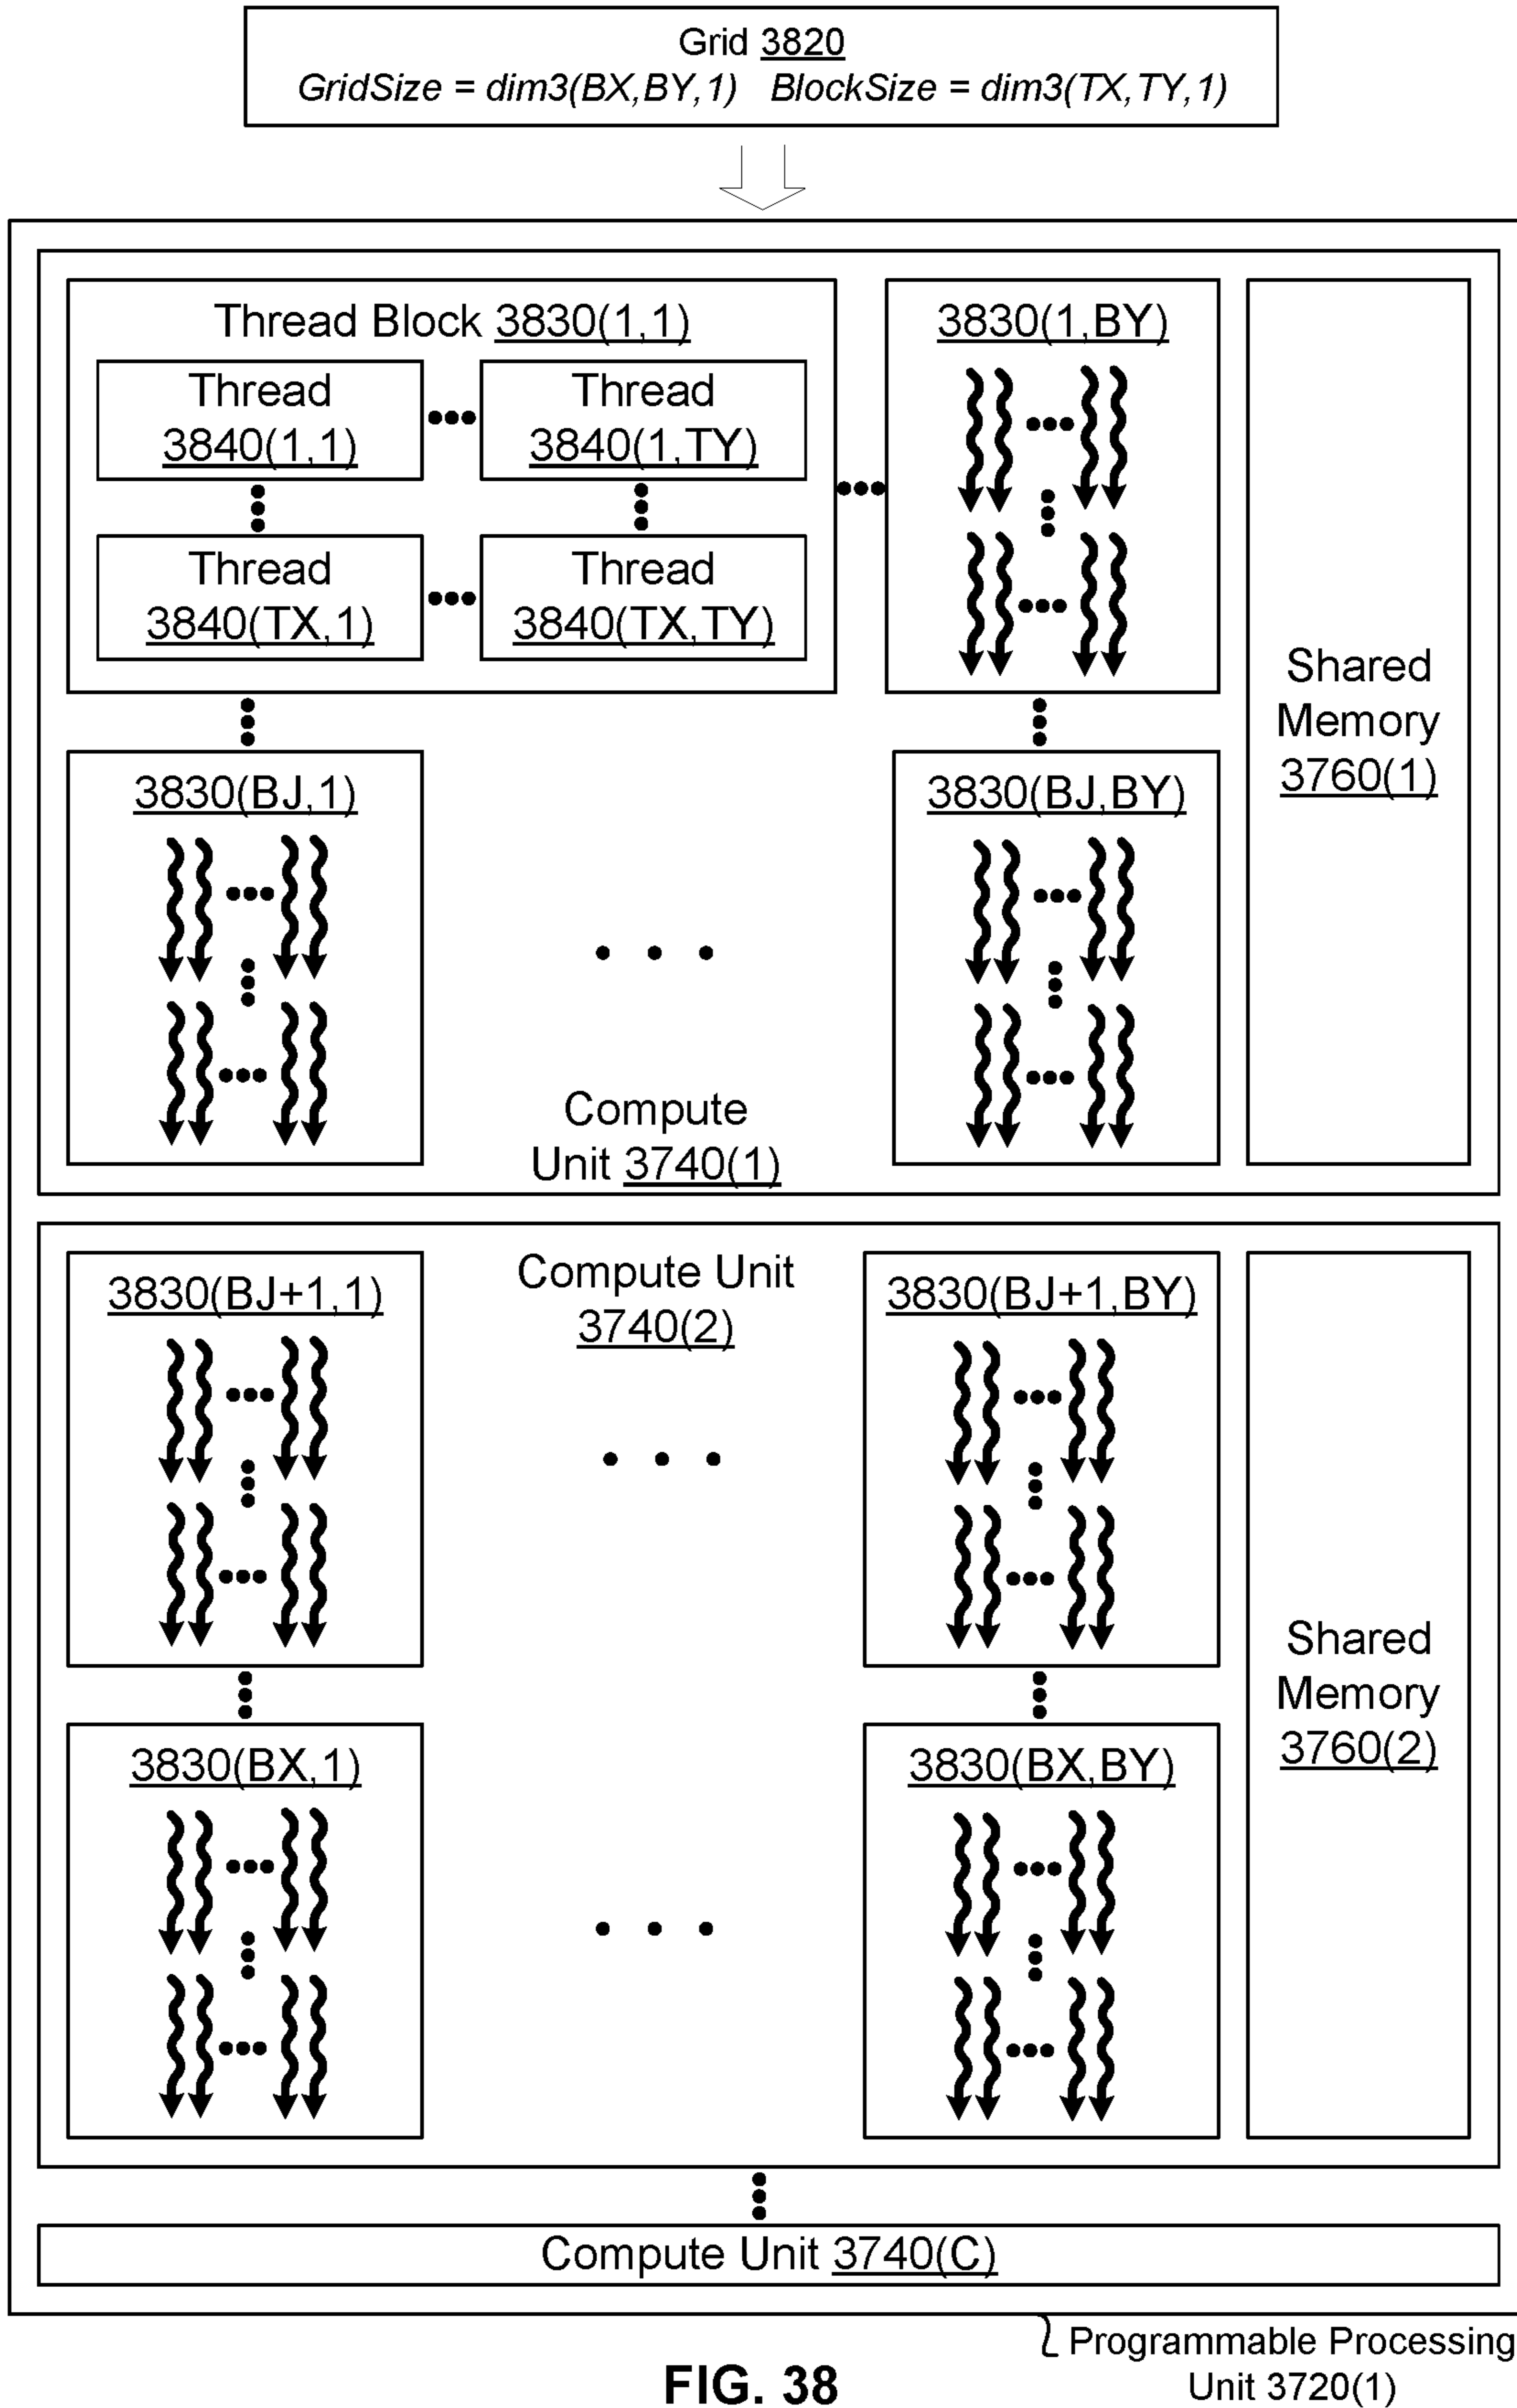 Grid 3820
GridSize = dim3(BX,BY,1) BlockSize = dim3(TX,TY,1)
Thread Block 3830(1,1)
Thread
3840(1,1)
Thread
3840(1,TY)
Thread
3840(TX,1)
Thread
3840(TX,TY)
3830(1,BY)
Shared
Memory
3760(1)
3830(BJ,1)
3830(BJ,BY)
Compute
Unit 3740(1)
3830(BJ+1,1)
Compute Unit
3740(2)
3830(BJ+1,BY)
Shared
Memory
3760(2)
3830(BX,1)
3830(BX,BY)
Compute Unit 3740(C)
Programmable Processing
Unit 3720(1)
FIG. 38